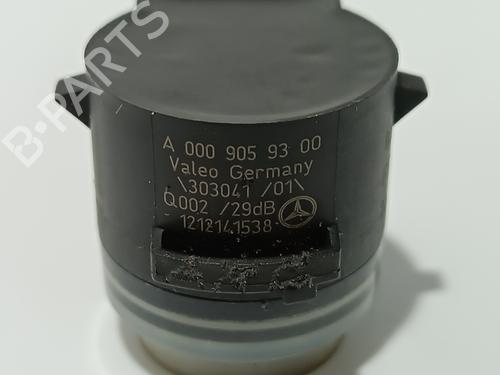 B·PARTS
A 000 905 93 00
Valeo Germany
\303041 /01\
Q002 /29dB
1212141538